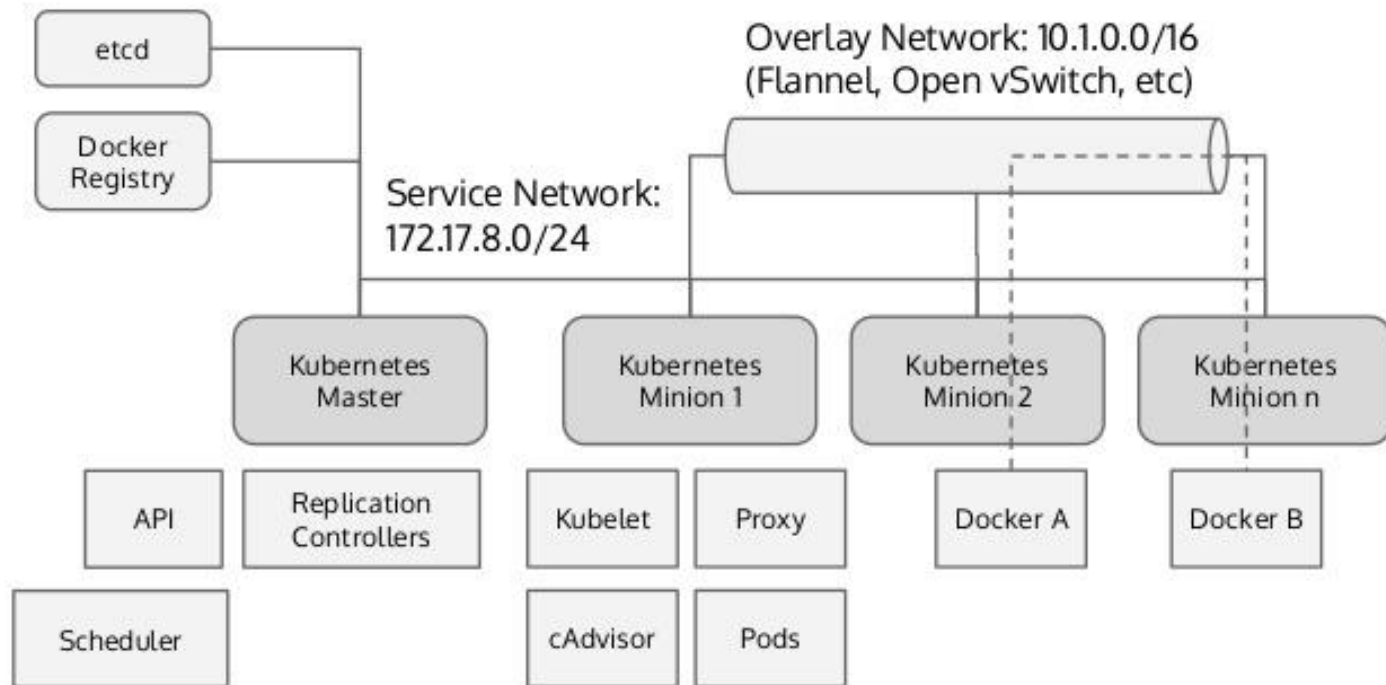 etcd
Overlay Network: 10.1.0.0/16
(Flannel, Open vSwitch, etc)
Docker
Registry
Service Network:
172.17.8.0/24
Kubernetes
Master
Kubernetes
Minion 1
Kubernetes
Minion 2
Kubernetes
Minion n
API
Replication
Controllers
Kubelet
Proxy
Docker A
Docker B
Scheduler
cAdvisor
Pods